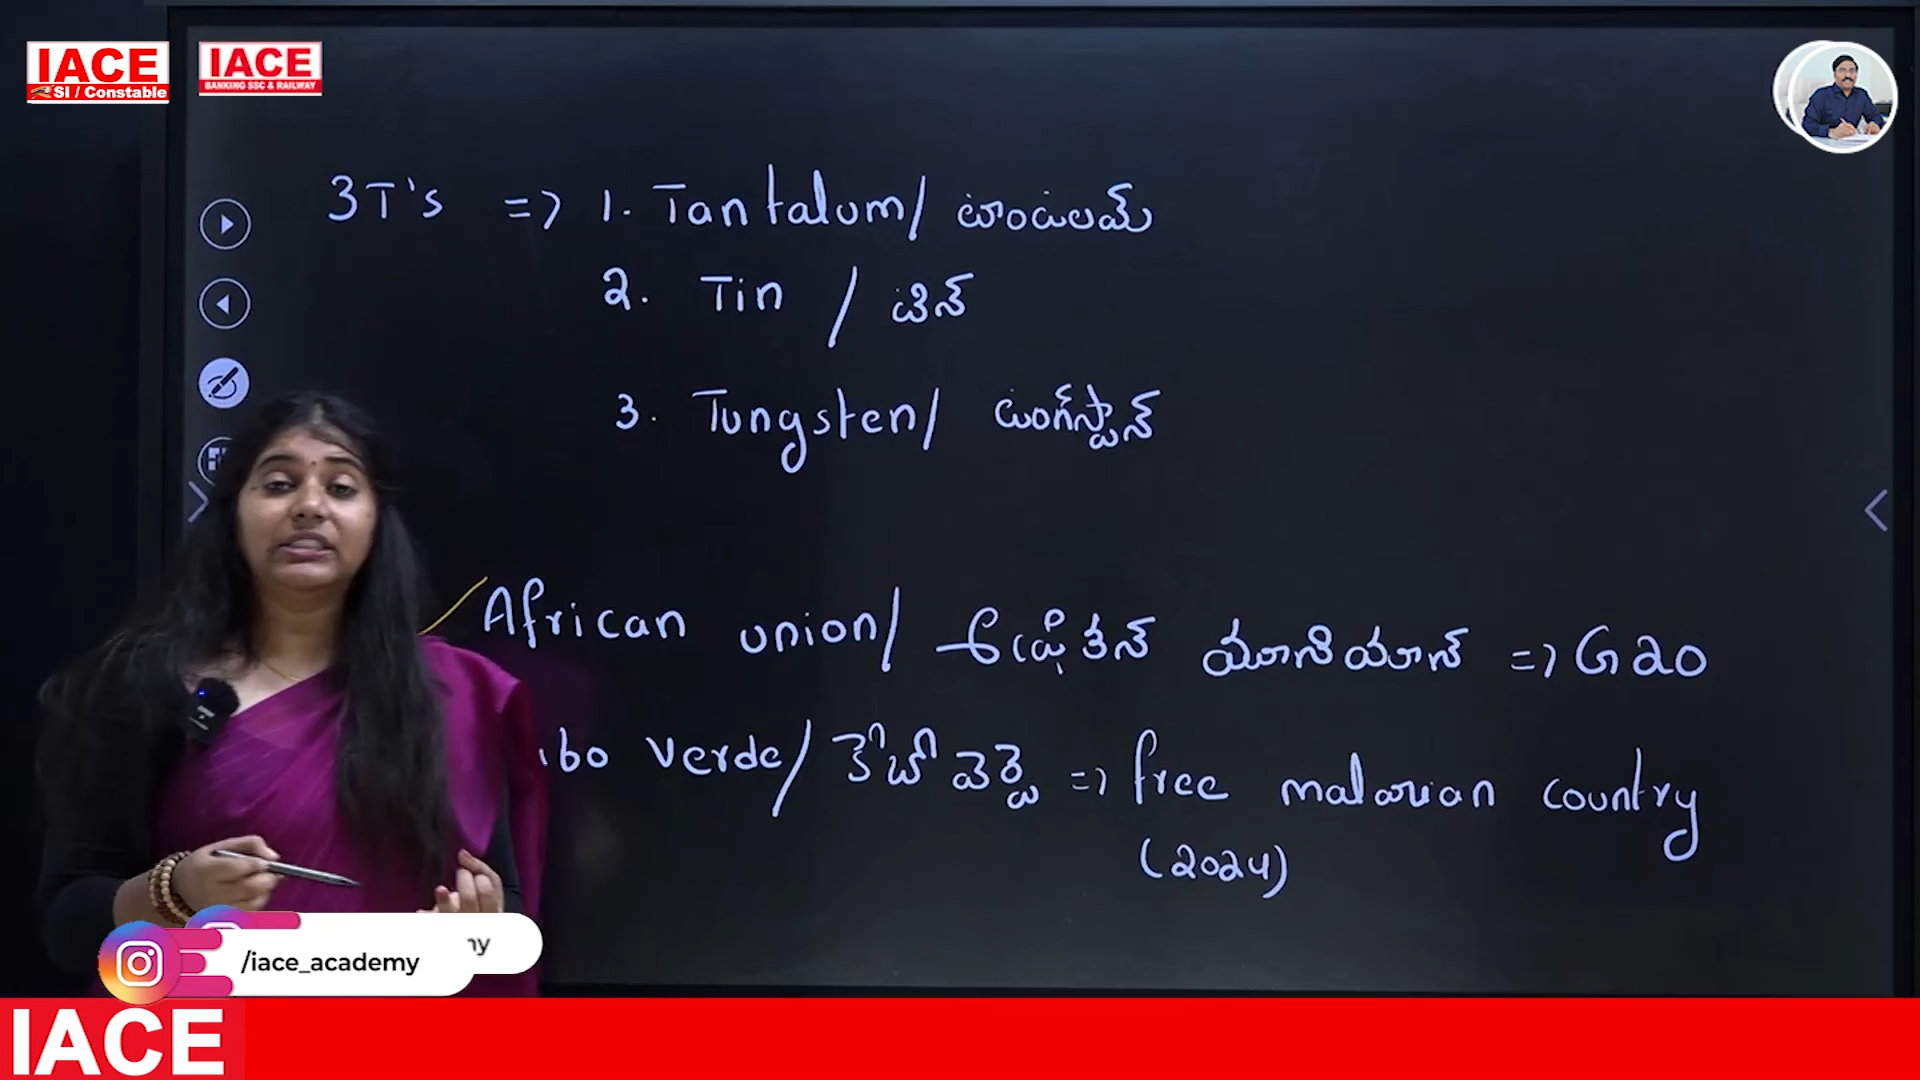 IACE
SI / Constable
IACE
BANKING SSC & RAILWAY
3T's => 1. Tantalum/ టాంటలమ్
2. Tin / టిన్
3. Tungsten/ టంగ్‌స్టాన్
African union/ ఆఫ్రికన్ యూనియన్ => G20
bo verde/ కేబో వెర్డె => free malarian country
(2024)
/iace_academy
IACE